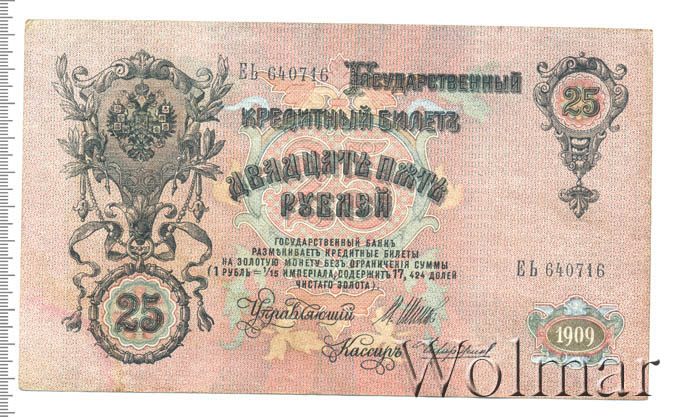 ЕЬ 640716
Государственный
25
Кредитный билетъ
Двадцать пять
рублей
Государственный банкъ
размѣниваетъ кредитные билеты
на золотую монету безъ ограниченія суммы
(1 рубль = 1/15 имперіала, содержитъ 17,424 долей
чистаго золота).
ЕЬ 640716
25
Управляющій
Кассиръ
1909
Wolmar